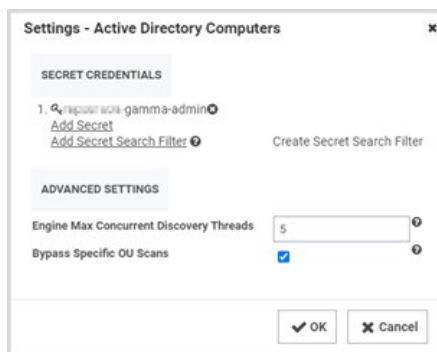 Settings - Active Directory Computers
SECRET CREDENTIALS
1. -gamma-admin
Add Secret
Add Secret Search Filter Create Secret Search Filter
ADVANCED SETTINGS
Engine Max Concurrent Discovery Threads 5
Bypass Specific OU Scans
OK Cancel